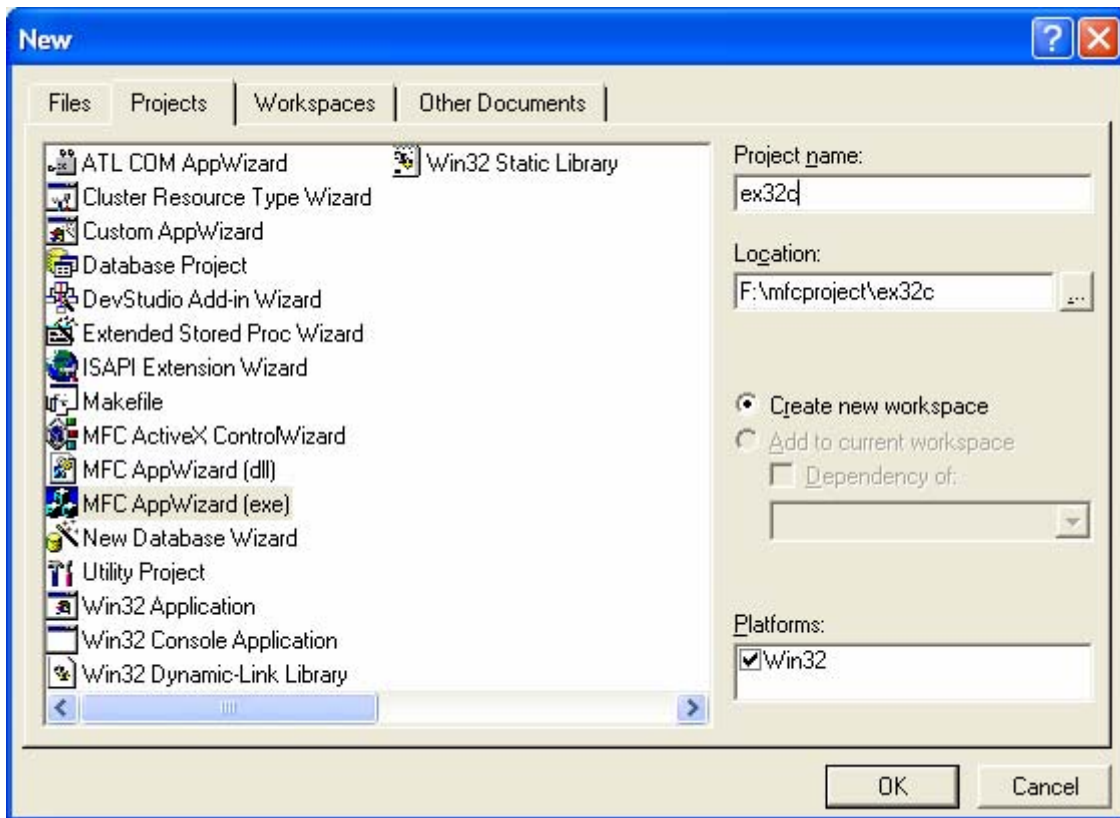 New
Files Projects Workspaces Other Documents
ATL COM AppWizard
Cluster Resource Type Wizard
Custom AppWizard
Database Project
DevStudio Add-in Wizard
Extended Stored Proc Wizard
ISAPI Extension Wizard
Makefile
MFC ActiveX ControlWizard
MFC AppWizard (dll)
MFC AppWizard (exe)
New Database Wizard
Utility Project
Win32 Application
Win32 Console Application
Win32 Dynamic-Link Library
Win32 Static Library
Project name:
ex32c
Location:
F:\mfcproject\ex32c
...
Create new workspace
Add to current workspace
Dependency of:
Platforms:
Win32
OK Cancel